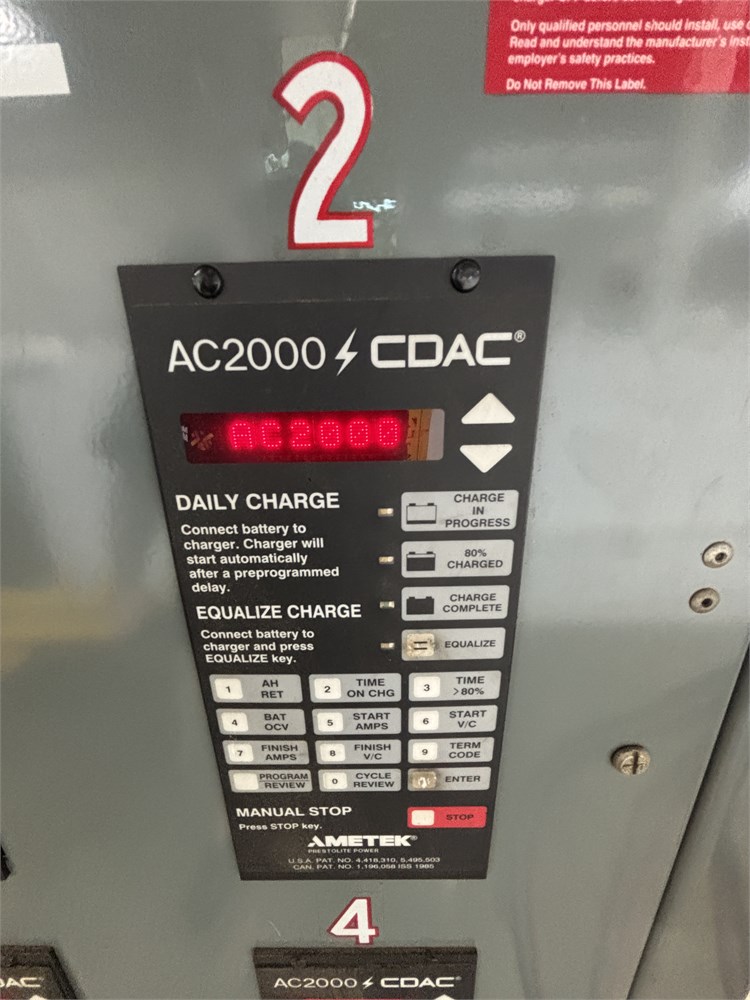 Only qualified personnel should install, use
Read and understand the manufacturer's
employer's safety practices.
Do Not Remove This Label.
2
AC2000 CDAC®
AC2000
DAILY CHARGE
Connect battery to
charger. Charger will
start automatically
after a preprogrammed
delay.
CHARGE
IN
PROGRESS
80%
CHARGED
CHARGE
COMPLETE
EQUALIZE CHARGE
Connect battery to
charger and press
EQUALIZE key.
EQUALIZE
1 AH
RET
2 TIME
ON CHG
3 TIME
>80%
4 BAT
OCV
5 START
AMPS
6 START
V/C
7 FINISH
AMPS
8 FINISH
V/C
9 TERM
CODE
PROGRAM
REVIEW
0 CYCLE
REVIEW
ENTER
MANUAL STOP
Press STOP key.
STOP
AMETEK®
PRESTOLITE POWER
U.S.A. PAT. NO. 4,418,310, 5,495,503
CAN. PAT. NO. 1,196,058 ISS 1985
4
AC2000 CDAC®